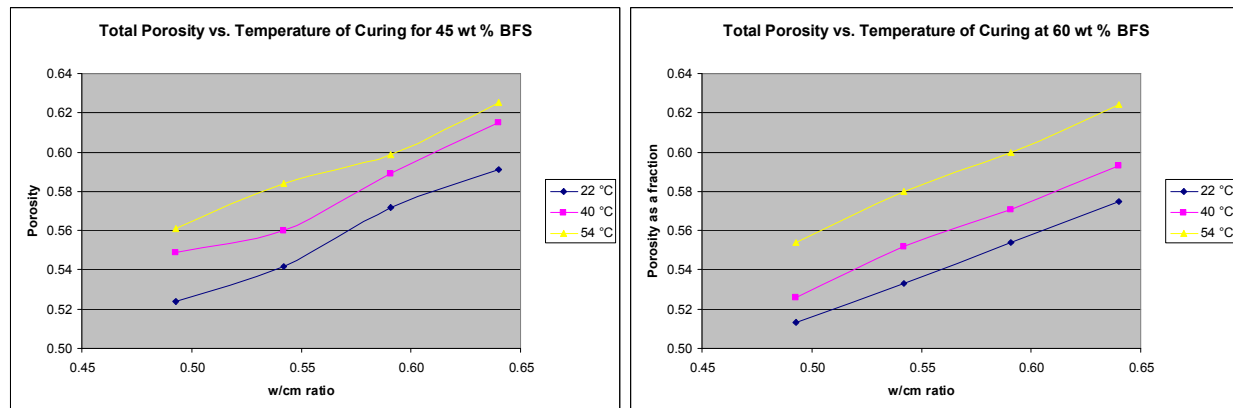 Total Porosity vs. Temperature of Curing for 45 wt % BFS
0.64
0.62
0.60
0.58
0.56
0.54
0.52
0.50
Porosity
0.45 0.50 0.55 0.60 0.65
w/cm ratio
22 °C
40 °C
54 °C
Total Porosity vs. Temperature of Curing at 60 wt % BFS
0.64
0.62
0.60
0.58
0.56
0.54
0.52
0.50
Porosity as a fraction
0.45 0.50 0.55 0.60 0.65
w/cm ratio
22 °C
40 °C
54 °C